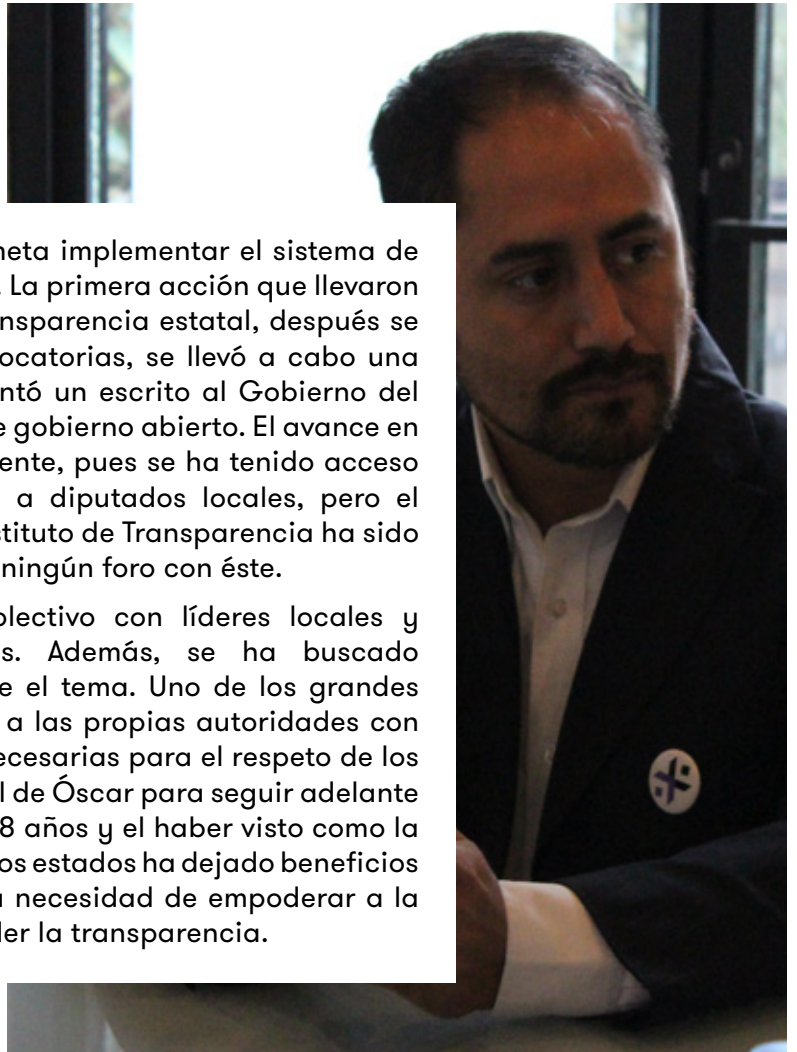 meta implementar el sistema de
. La primera acción que llevaron
nsparencia estatal, después se
ocatorias, se llevó a cabo una
ntó un escrito al Gobierno del
e gobierno abierto. El avance en
ente, pues se ha tenido acceso
a diputados locales, pero el
stituto de Transparencia ha sido
ningún foro con éste.
olectivo con líderes locales y
s. Además, se ha buscado
e el tema. Uno de los grandes
a las propias autoridades con
ecesarias para el respeto de los
l de Óscar para seguir adelante
8 años y el haber visto como la
os estados ha dejado beneficios
a necesidad de empoderar a la
der la transparencia.